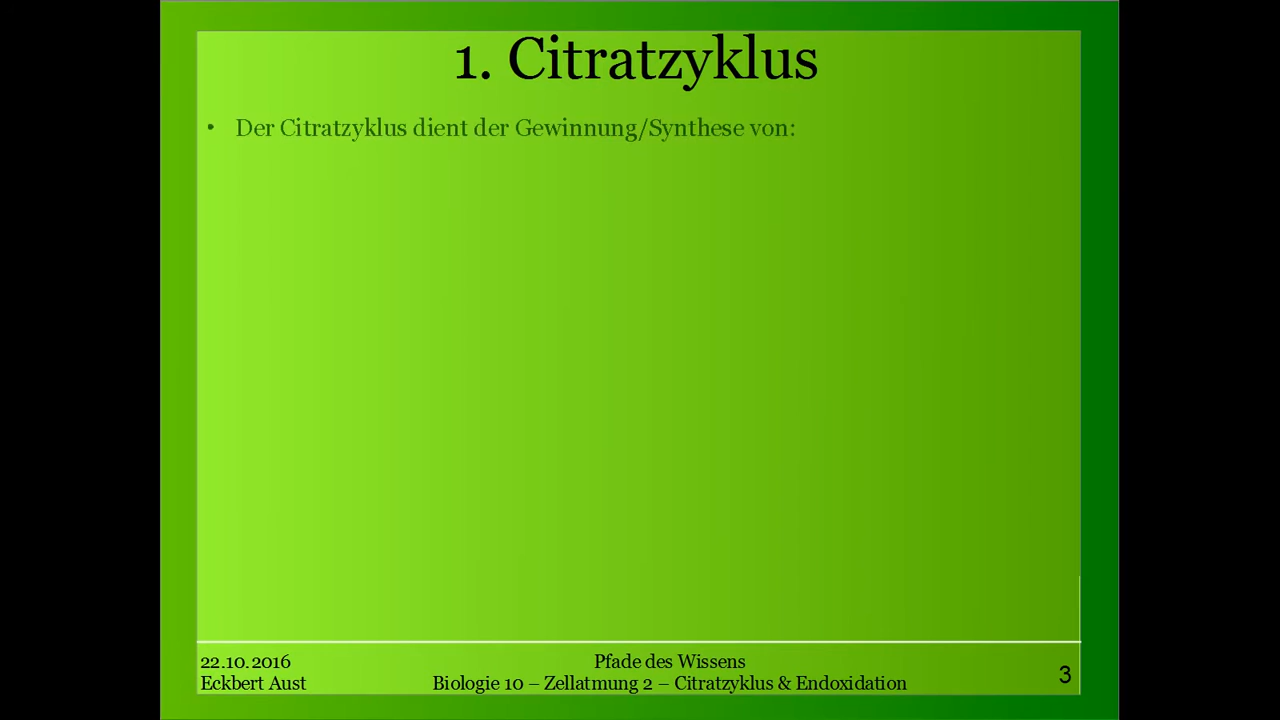 1. Citratzyklus
• Der Citratzyklus dient der Gewinnung/Synthese von:
22.10.2016
Eckbert Aust
Pfade des Wissens
Biologie 10 – Zellatmung 2 – Citratzyklus & Endoxidation
3